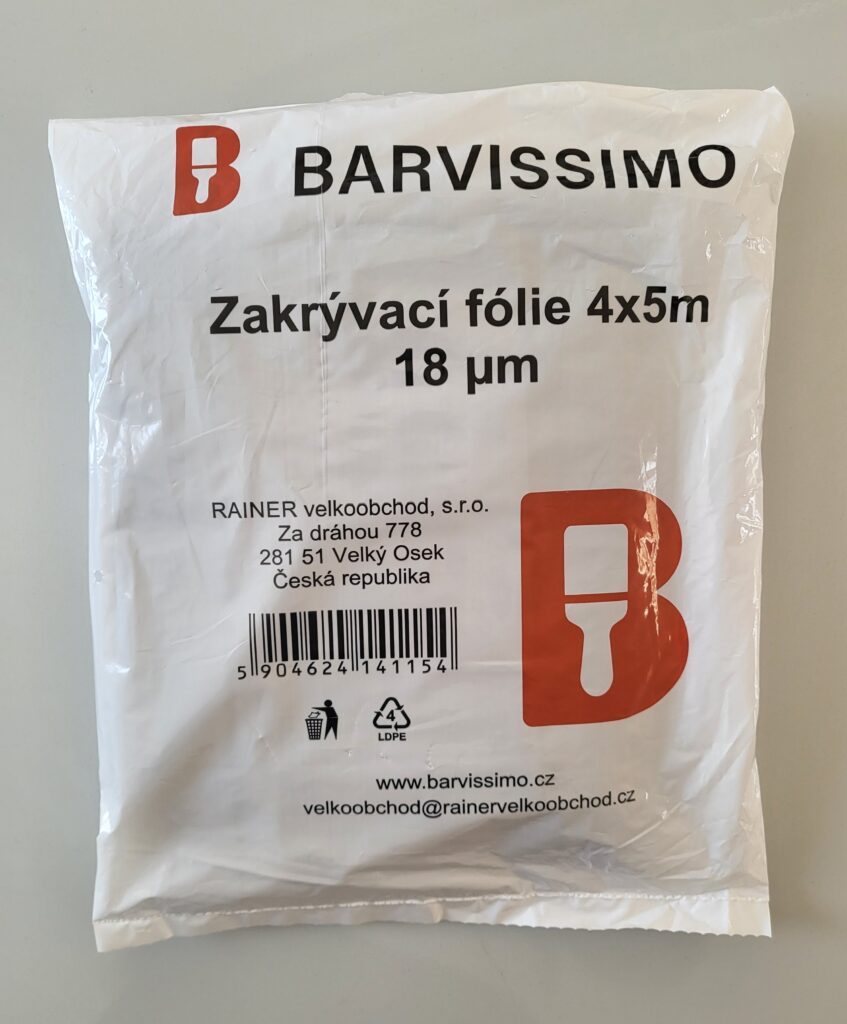 BARVISSIMO
Zakrývací fólie 4x5m
18 µm
RAINER velkoobchod, s.r.o.
Za dráhou 778
281 51 Velký Osek
Česká republika
5 904624 141154
4
LDPE
www.barvissimo.cz
velkoobchod@rainervelkoobchod.cz